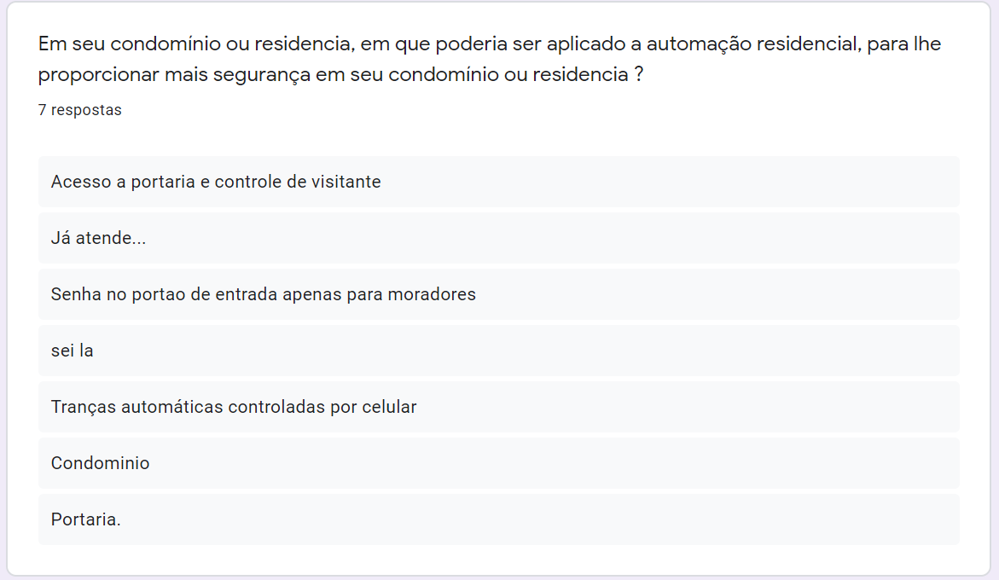 Em seu condomínio ou residencia, em que poderia ser aplicado a automação residencial, para lhe
proporcionar mais segurança em seu condomínio ou residencia ?
7 respostas
Acesso a portaria e controle de visitante
Já atende...
Senha no portao de entrada apenas para moradores
sei la
Tranças automáticas controladas por celular
Condominio
Portaria.